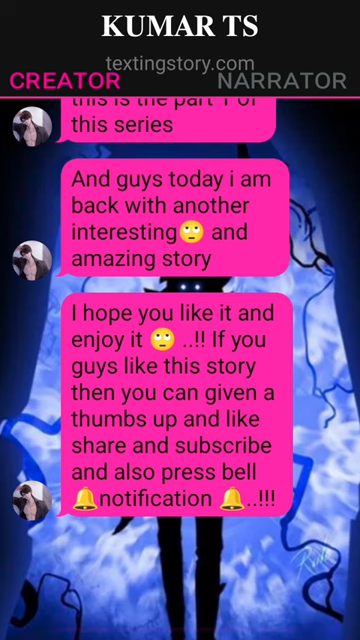 KUMAR TS
textingstory.com
CREATOR NARRATOR
this is the part 1 of
this series
And guys today i am
back with another
interesting🙄 and
amazing story
I hope you like it and
enjoy it 🙄 ..!! If you
guys like this story
then you can given a
thumbs up and like
share and subscribe
and also press bell
🔔notification 🔔..!!!